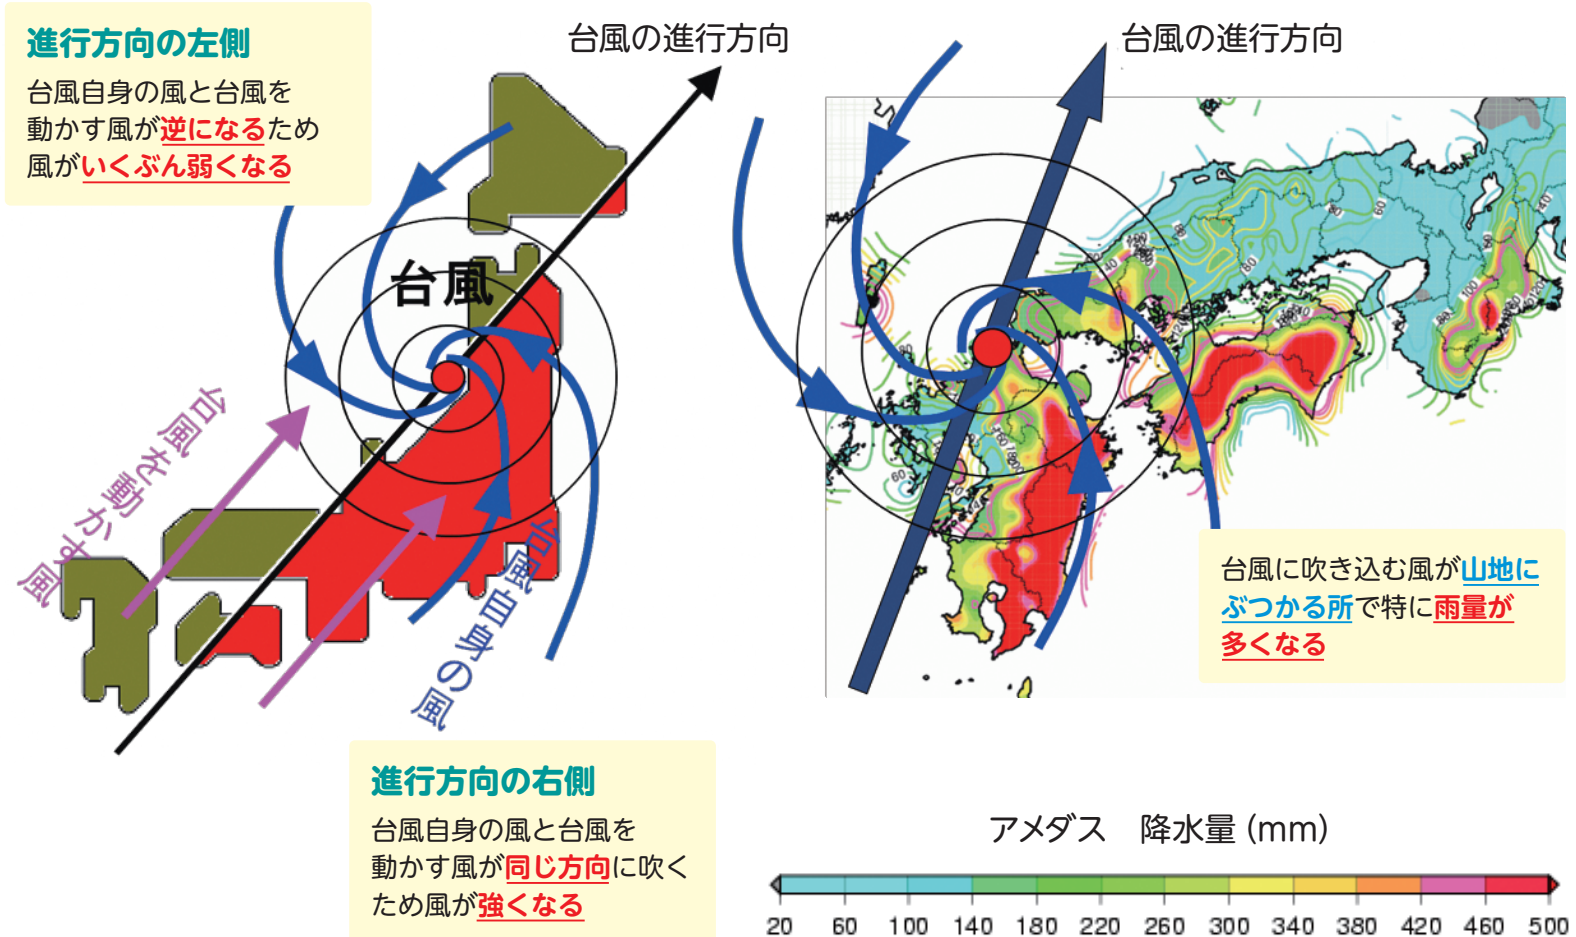 進行方向の左側
台風自身の風と台風を
動かす風が逆になるため
風がいくぶん弱くなる
台風の進行方向
台風
台風を動かす風
台風自身の風
進行方向の右側
台風自身の風と台風を
動かす風が同じ方向に吹く
ため風が強くなる
台風の進行方向
台風に吹き込む風が山地に
ぶつかる所で特に雨量が
多くなる
アメダス　降水量 (mm)
20 60 100 140 180 220 260 300 340 380 420 460 500